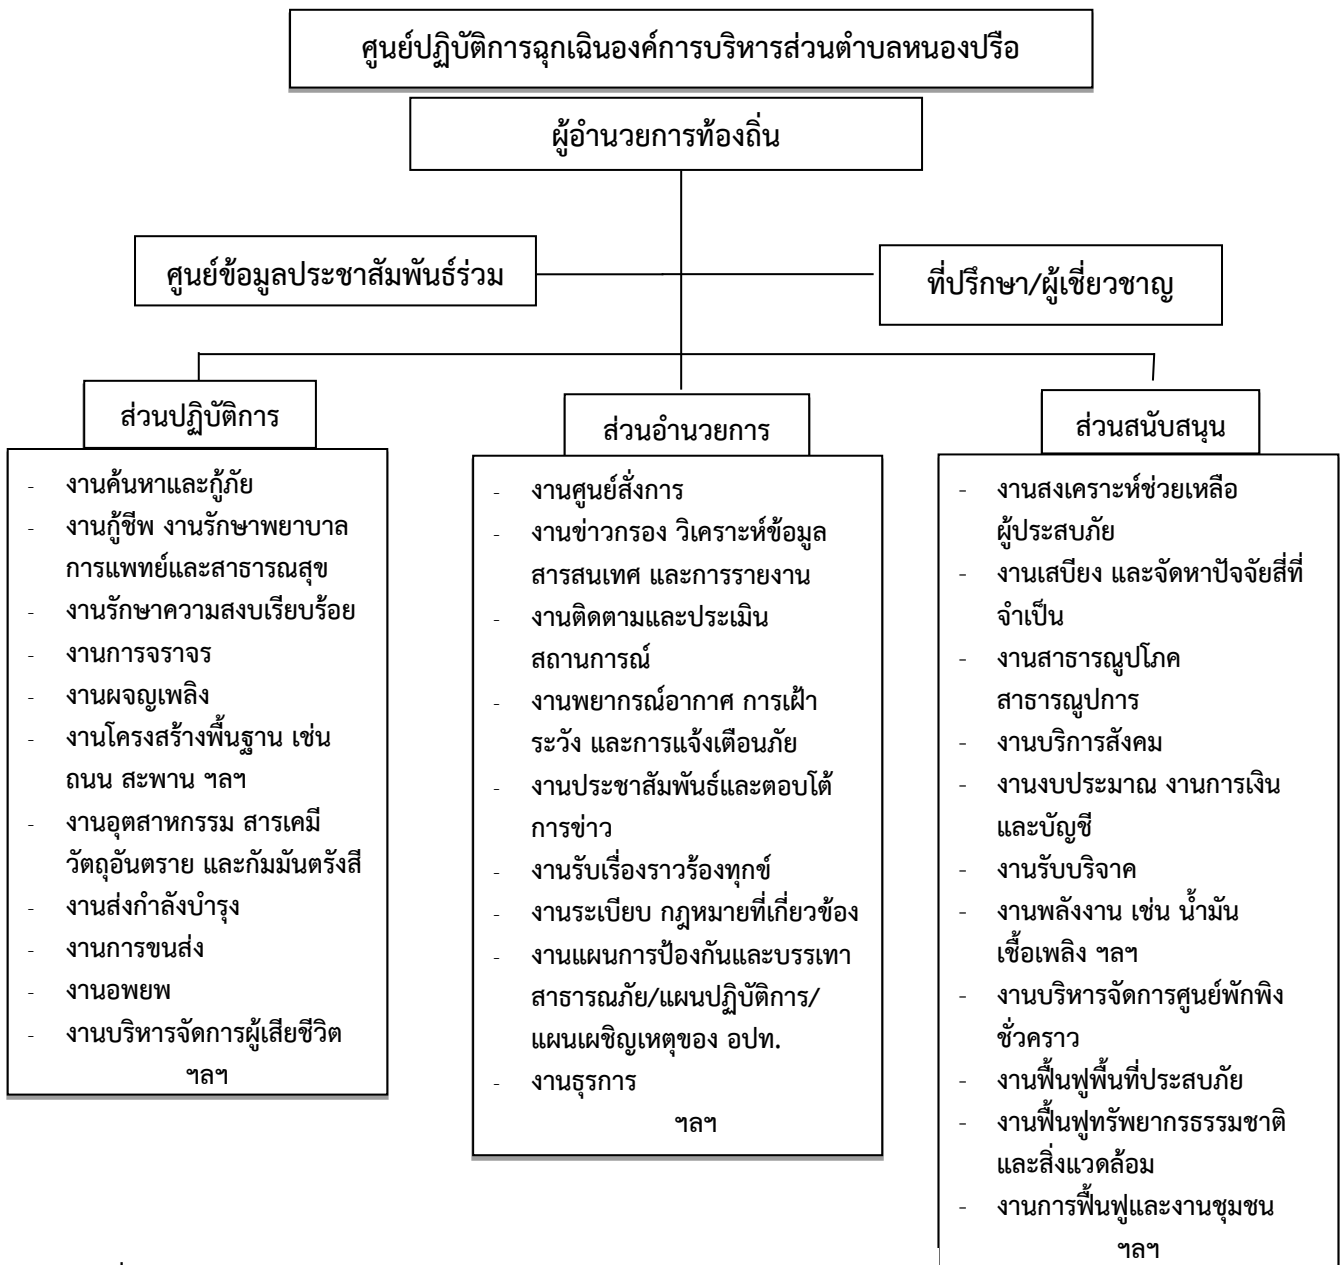 ศูนย์ปฏิบัติการฉุกเฉินองค์การบริหารส่วนตำบลหนองปรือ
ผู้อำนวยการท้องถิ่น
ศูนย์ข้อมูลประชาสัมพันธ์ร่วม
ที่ปรึกษา/ผู้เชี่ยวชาญ
ส่วนปฏิบัติการ
- งานค้นหาและกู้ภัย
- งานกู้ชีพ งานรักษาพยาบาล
การแพทย์และสาธารณสุข
- งานรักษาความสงบเรียบร้อย
- งานการจราจร
- งานผจญเพลิง
- งานโครงสร้างพื้นฐาน เช่น
ถนน สะพาน ฯลฯ
- งานอุตสาหกรรม สารเคมี
วัตถุอันตราย และกัมมันตรังสี
- งานส่งกำลังบำรุง
- งานการขนส่ง
- งานอพยพ
- งานบริหารจัดการผู้เสียชีวิต
ฯลฯ
ส่วนอำนวยการ
- งานศูนย์สั่งการ
- งานข่าวกรอง วิเคราะห์ข้อมูล
สารสนเทศ และการรายงาน
- งานติดตามและประเมิน
สถานการณ์
- งานพยากรณ์อากาศ การเฝ้า
ระวัง และการแจ้งเตือนภัย
- งานประชาสัมพันธ์และตอบโต้
การข่าว
- งานรับเรื่องราวร้องทุกข์
- งานระเบียบ กฎหมายที่เกี่ยวข้อง
- งานแผนการป้องกันและบรรเทา
สาธารณภัย/แผนปฏิบัติการ/
แผนเผชิญเหตุของ อปท.
- งานธุรการ
ฯลฯ
ส่วนสนับสนุน
- งานสงเคราะห์ช่วยเหลือ
ผู้ประสบภัย
- งานเสบียง และจัดหาปัจจัยสี่ที่
จำเป็น
- งานสาธารณูปโภค
สาธารณูปการ
- งานบริการสังคม
- งานงบประมาณ งานการเงิน
และบัญชี
- งานรับบริจาค
- งานพลังงาน เช่น น้ำมัน
เชื้อเพลิง ฯลฯ
- งานบริหารจัดการศูนย์พักพิง
ชั่วคราว
- งานฟื้นฟูพื้นที่ประสบภัย
- งานฟื้นฟูทรัพยากรธรรมชาติ
และสิ่งแวดล้อม
- งานการฟื้นฟูและงานชุมชน
ฯลฯ